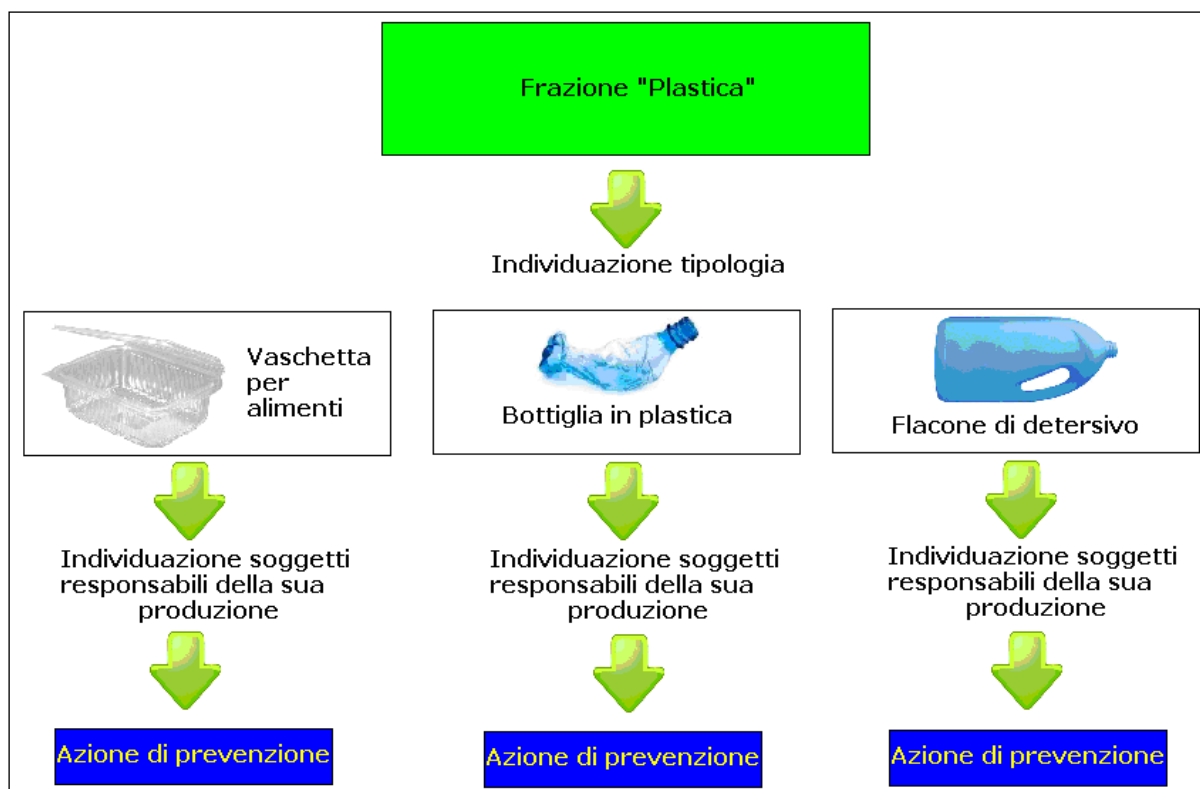 Frazione "Plastica"
Individuazione tipologia
Vaschetta
per
alimenti
Bottiglia in plastica
Flacone di detersivo
Individuazione soggetti
responsabili della sua
produzione
Individuazione soggetti
responsabili della sua
produzione
Individuazione soggetti
responsabili della sua
produzione
Azione di prevenzione
Azione di prevenzione
Azione di prevenzione